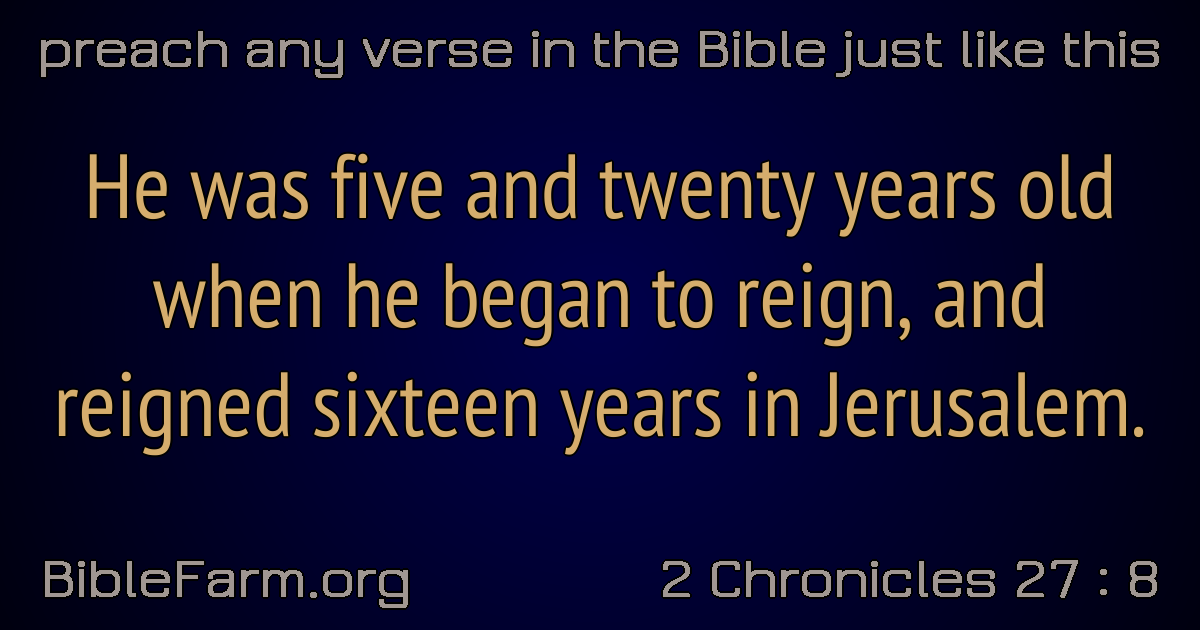 preach any verse in the Bible just like this
He was five and twenty years old
when he began to reign, and
reigned sixteen years in Jerusalem.
BibleFarm.org
2 Chronicles 27 : 8